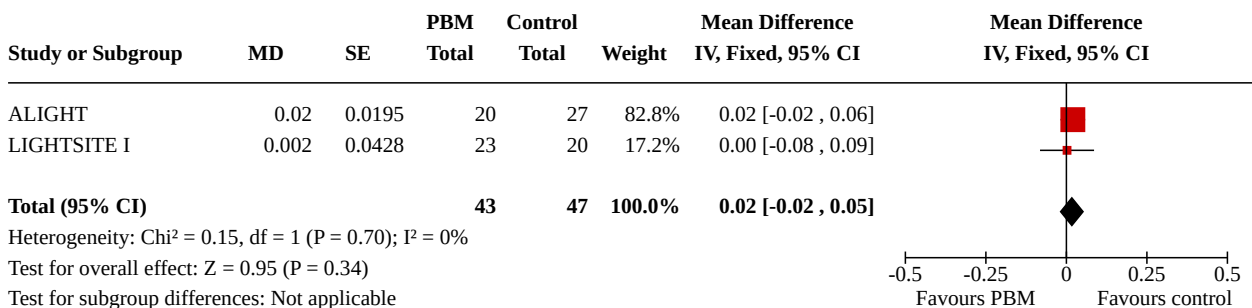 PBM Control Mean Difference Mean Difference
Study or Subgroup MD SE Total Total Weight IV, Fixed, 95% CI IV, Fixed, 95% CI
ALIGHT 0.02 0.0195 20 27 82.8% 0.02 [-0.02 , 0.06]
LIGHTSITE I 0.002 0.0428 23 20 17.2% 0.00 [-0.08 , 0.09]
Total (95% CI) 43 47 100.0% 0.02 [-0.02 , 0.05]
Heterogeneity: Chi² = 0.15, df = 1 (P = 0.70); I² = 0%
Test for overall effect: Z = 0.95 (P = 0.34)
-0.5 -0.25 0 0.25 0.5
Test for subgroup differences: Not applicable
Favours PBM Favours control